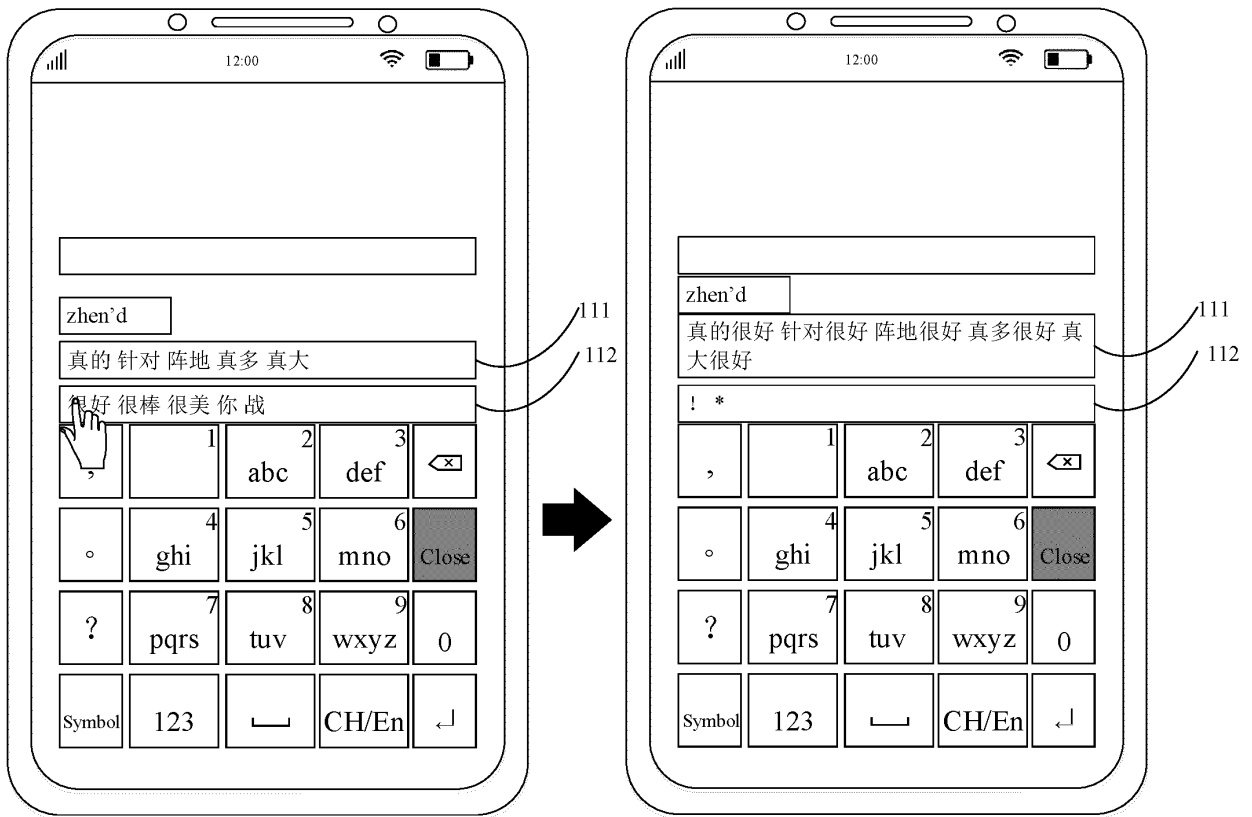 12:00
zhen'd
真的 针对 阵地 真多 真大
111
很好 很棒 很美 你 战
112
, 1 2 abc 3 def
。 4 ghi 5 jkl 6 mno Close
? 7 pqrs 8 tuv 9 wxyz 0
Symbol 123 CH/En
12:00
zhen'd
真的很好 针对很好 阵地很好 真多很好 真
大很好
111
! *
112
, 1 2 abc 3 def
。 4 ghi 5 jkl 6 mno Close
? 7 pqrs 8 tuv 9 wxyz 0
Symbol 123 CH/En